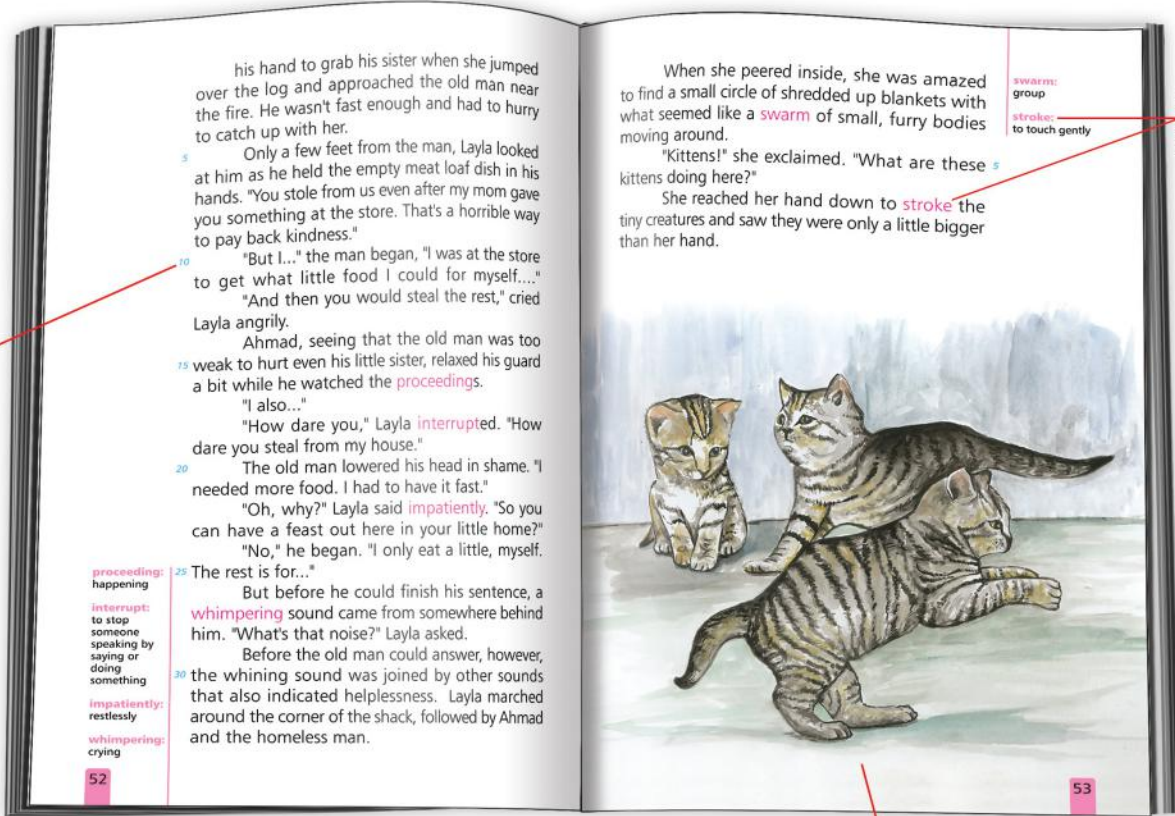 his hand to grab his sister when she jumped
over the log and approached the old man near
the fire. He wasn't fast enough and had to hurry
to catch up with her.
5 Only a few feet from the man, Layla looked
at him as he held the empty meat loaf dish in his
hands. "You stole from us even after my mom gave
you something at the store. That's a horrible way
to pay back kindness."
10 "But I..." the man began, "I was at the store
to get what little food I could for myself...."
"And then you would steal the rest," cried
Layla angrily.
Ahmad, seeing that the old man was too
15 weak to hurt even his little sister, relaxed his guard
a bit while he watched the proceedings.
"I also..."
"How dare you," Layla interrupted. "How
dare you steal from my house."
20 The old man lowered his head in shame. "I
needed more food. I had to have it fast."
"Oh, why?" Layla said impatiently. "So you
can have a feast out here in your little home?"
"No," he began. "I only eat a little, myself.
25 The rest is for..."
But before he could finish his sentence, a
whimpering sound came from somewhere behind
him. "What's that noise?" Layla asked.
Before the old man could answer, however,
30 the whining sound was joined by other sounds
that also indicated helplessness. Layla marched
around the corner of the shack, followed by Ahmad
and the homeless man.
proceeding:
happening
interrupt:
to stop
someone
speaking by
saying or
doing
something
impatiently:
restlessly
whimpering:
crying
52
When she peered inside, she was amazed
to find a small circle of shredded up blankets with
what seemed like a swarm of small, furry bodies
moving around.
"Kittens!" she exclaimed. "What are these 5
kittens doing here?"
She reached her hand down to stroke the
tiny creatures and saw they were only a little bigger
than her hand.
swarm:
group
stroke:
to touch gently
53